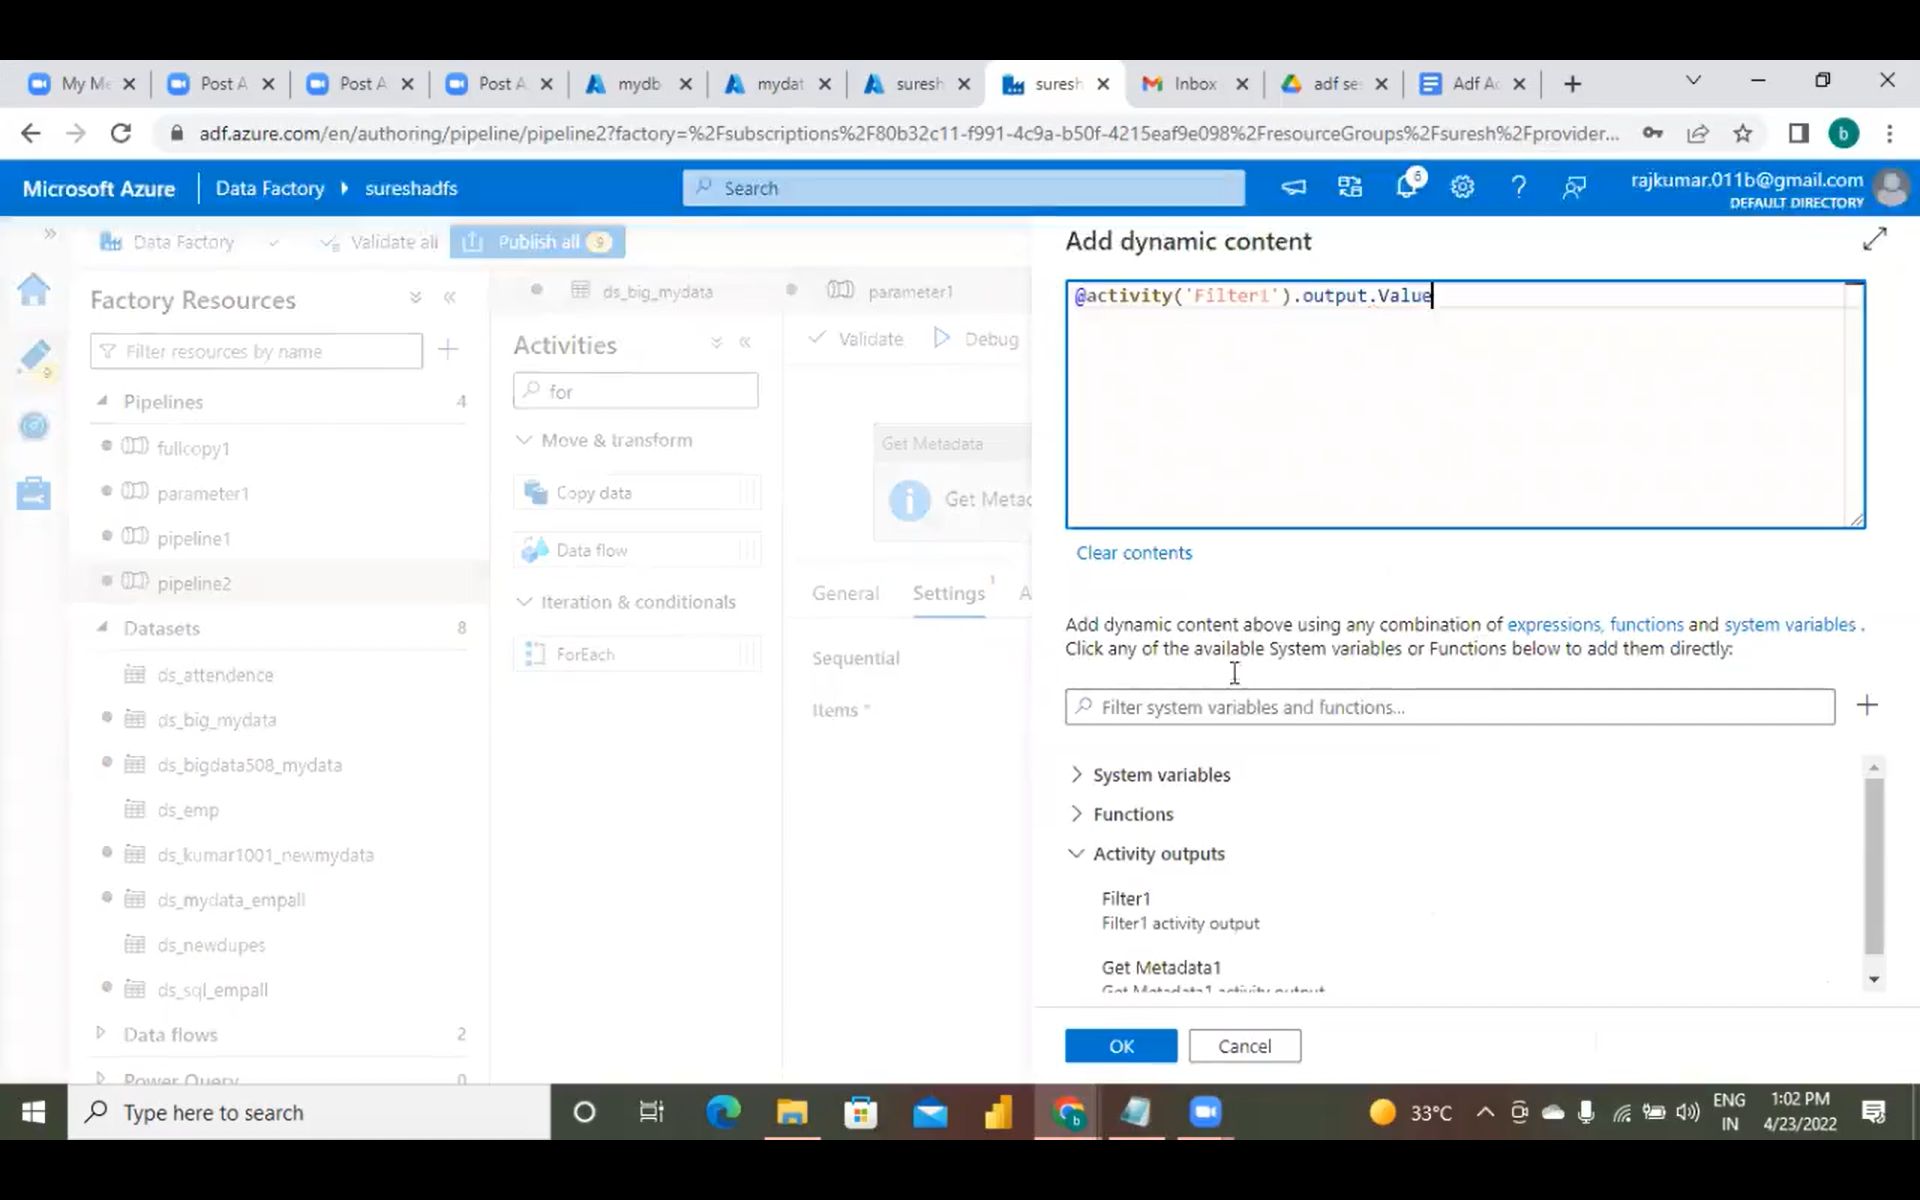 My Me
Post A
Post A
Post A
mydb
mydat
suresh
suresh
Inbox
adf se
Adf Ac
adf.azure.com/en/authoring/pipeline/pipeline2?factory=%2Fsubscriptions%2F80b32c11-f991-4c9a-b50f-4215eaf9e098%2FresourceGroups%2Fsuresh%2Fprovider...
b
Microsoft Azure
Data Factory
sureshadfs
Search
6
rajkumar.011b@gmail.com
DEFAULT DIRECTORY
Data Factory
Validate all
Publish all 9
Add dynamic content
Factory Resources
ds_big_mydata
parameter1
@activity('Filter1').output.Value
Filter resources by name
Activities
Validate
Debug
for
Pipelines 4
fullcopy1
parameter1
pipeline1
pipeline2
Move & transform
Copy data
Data flow
Iteration & conditionals
ForEach
Get Metadata
Get Metad
General
Settings 1
A
Sequential
Items *
Clear contents
Add dynamic content above using any combination of expressions, functions and system variables .
Click any of the available System variables or Functions below to add them directly:
Filter system variables and functions...
System variables
Functions
Activity outputs
Filter1
Filter1 activity output
Get Metadata1
Get Metadata1 activity output
Datasets 8
ds_attendence
ds_big_mydata
ds_bigdata508_mydata
ds_emp
ds_kumar1001_newmydata
ds_mydata_empall
ds_newdupes
ds_sql_empall
Data flows 2
Power Query 0
OK
Cancel
Type here to search
33°C
ENG
IN
1:02 PM
4/23/2022